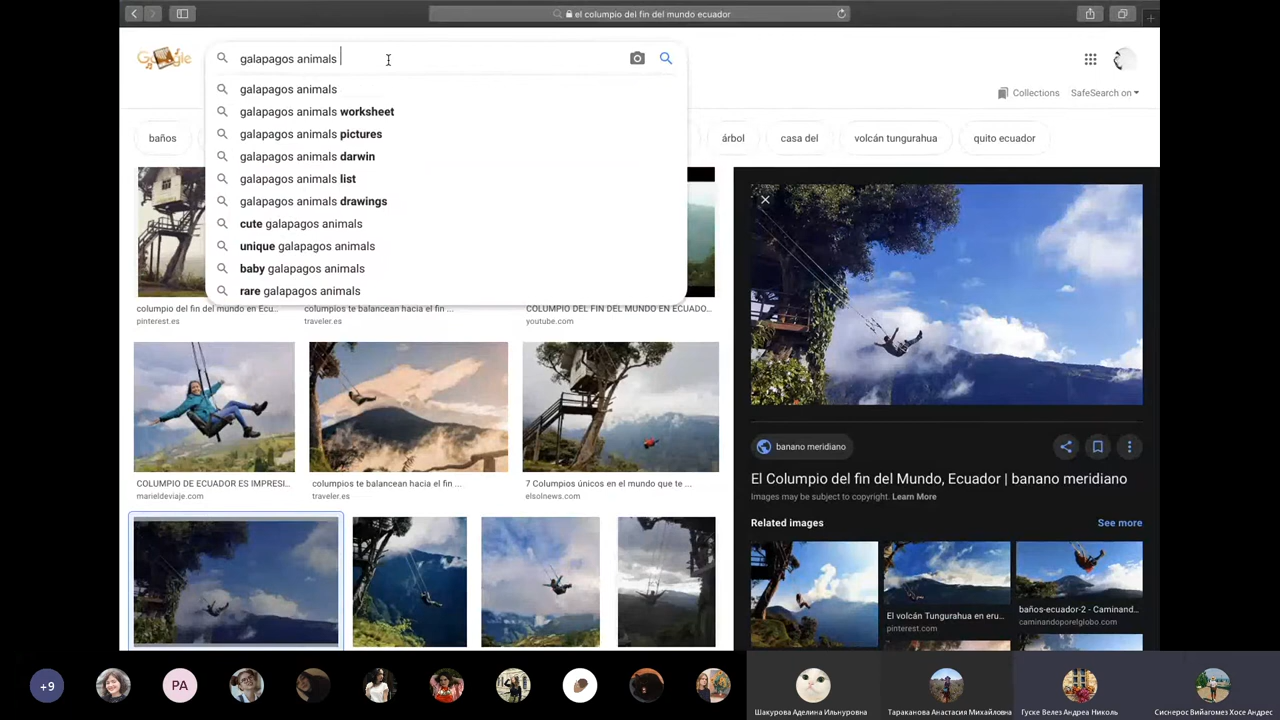 el columpio del fin del mundo ecuador
Google
galapagos animals
Collections
SafeSearch on
galapagos animals
galapagos animals worksheet
galapagos animals pictures
galapagos animals darwin
galapagos animals list
galapagos animals drawings
cute galapagos animals
unique galapagos animals
baby galapagos animals
rare galapagos animals
baños
árbol
casa del
volcán tungurahua
quito ecuador
columpio del fin del mundo en Ecu...
pinterest.es
columpios te balancean hacia el fin ...
traveler.es
COLUMPIO DEL FIN DEL MUNDO EN ECUADO...
youtube.com
COLUMPIO DE ECUADOR ES IMPRESI...
marieldeviaje.com
columpios te balancean hacia el fin ...
traveler.es
7 Columpios únicos en el mundo que te ...
elsolnews.com
banano meridiano
El Columpio del fin del Mundo, Ecuador | banano meridiano
Images may be subject to copyright. Learn More
Related images
See more
El volcán Tungurahua en eru...
pinterest.com
baños-ecuador-2 - Caminand...
caminandoporelglobo.com
+9
PA
Шакурова Аделина Ильнуровна
Тараканова Анастасия Михайловна
Гуске Велез Андреа Николь
Сиснерос Вийагомез Хосе Андрес